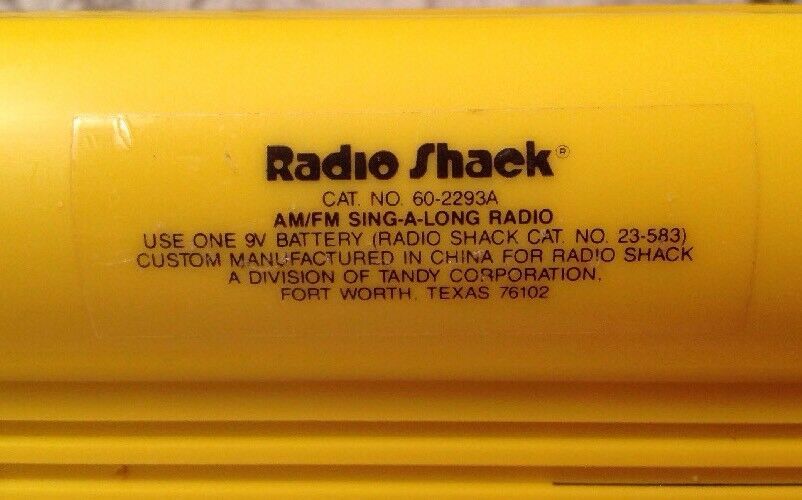 Radio Shack®
CAT. NO. 60-2293A
AM/FM SING-A-LONG RADIO
USE ONE 9V BATTERY (RADIO SHACK CAT. NO. 23-583)
CUSTOM MANUFACTURED IN CHINA FOR RADIO SHACK
A DIVISION OF TANDY CORPORATION.
FORT WORTH. TEXAS 76102